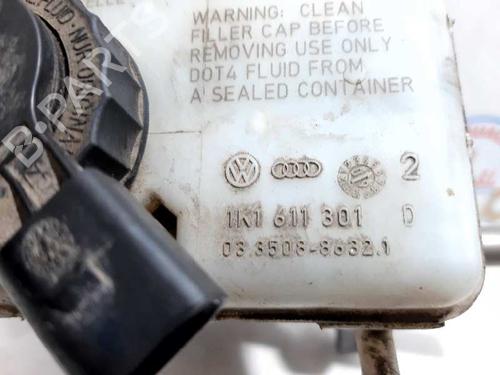 WARNING: CLEAN
FILLER CAP BEFORE
REMOVING USE ONLY
DOT4 FLUID FROM
A SEALED CONTAINER
2
1K1 611 301 D
03.3508-8632.1